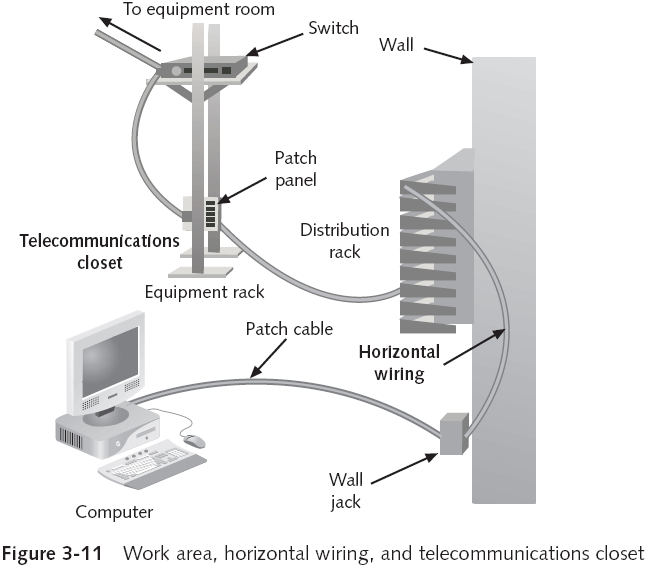 To equipment room
Switch
Wall
Patch
panel
Distribution
rack
Telecommunications
closet
Equipment rack
Patch cable
Horizontal
wiring
Wall
jack
Computer
Figure 3-11 Work area, horizontal wiring, and telecommunications closet